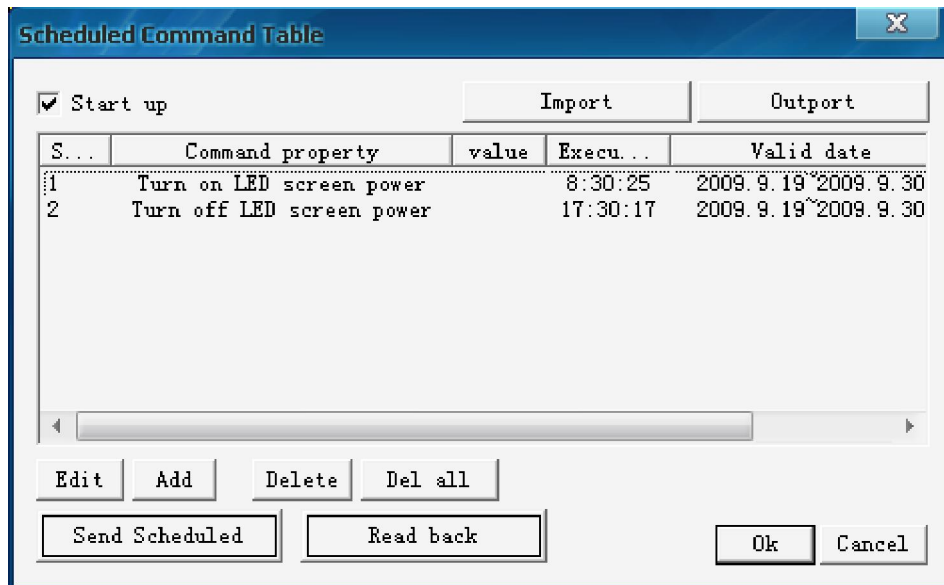 Scheduled Command Table
Start up
Import
Outport
S... Command property value Execu... Valid date
1 Turn on LED screen power 8:30:25 2009.9.19~2009.9.30
2 Turn off LED screen power 17:30:17 2009.9.19~2009.9.30
Edit Add Delete Del all
Send Scheduled Read back Ok Cancel